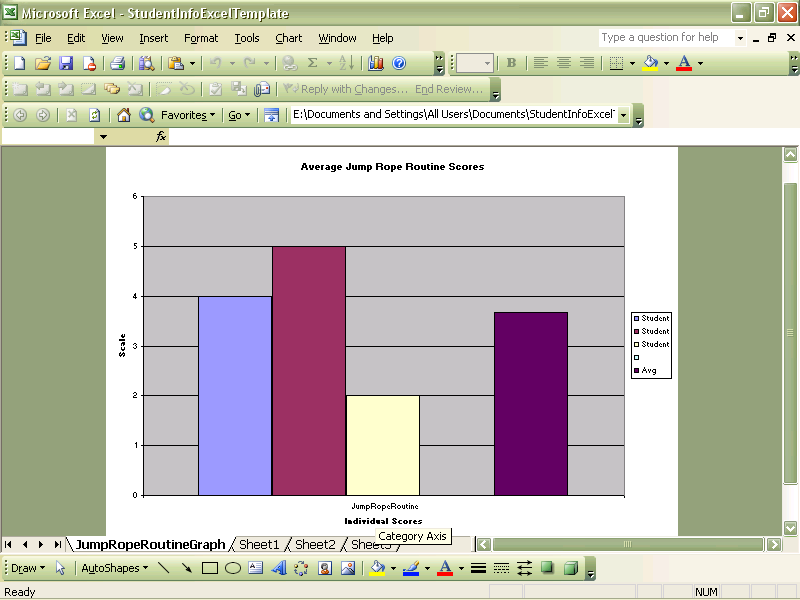 Microsoft Excel - StudentInfoExcelTemplate
File Edit View Insert Format Tools Chart Window Help Type a question for help
Reply with Changes... End Review...
Favorites Go E:\Documents and Settings\All Users\Documents\StudentInfoExcelT
fx
Average Jump Rope Routine Scores
6
5
4
3
2
1
0
Scale
Student
Student
Student
Avg
JumpRopeRoutine
Individual Scores
Category Axis
JumpRopeRoutineGraph Sheet1 Sheet2 Sheet3
Draw AutoShapes
Ready NUM